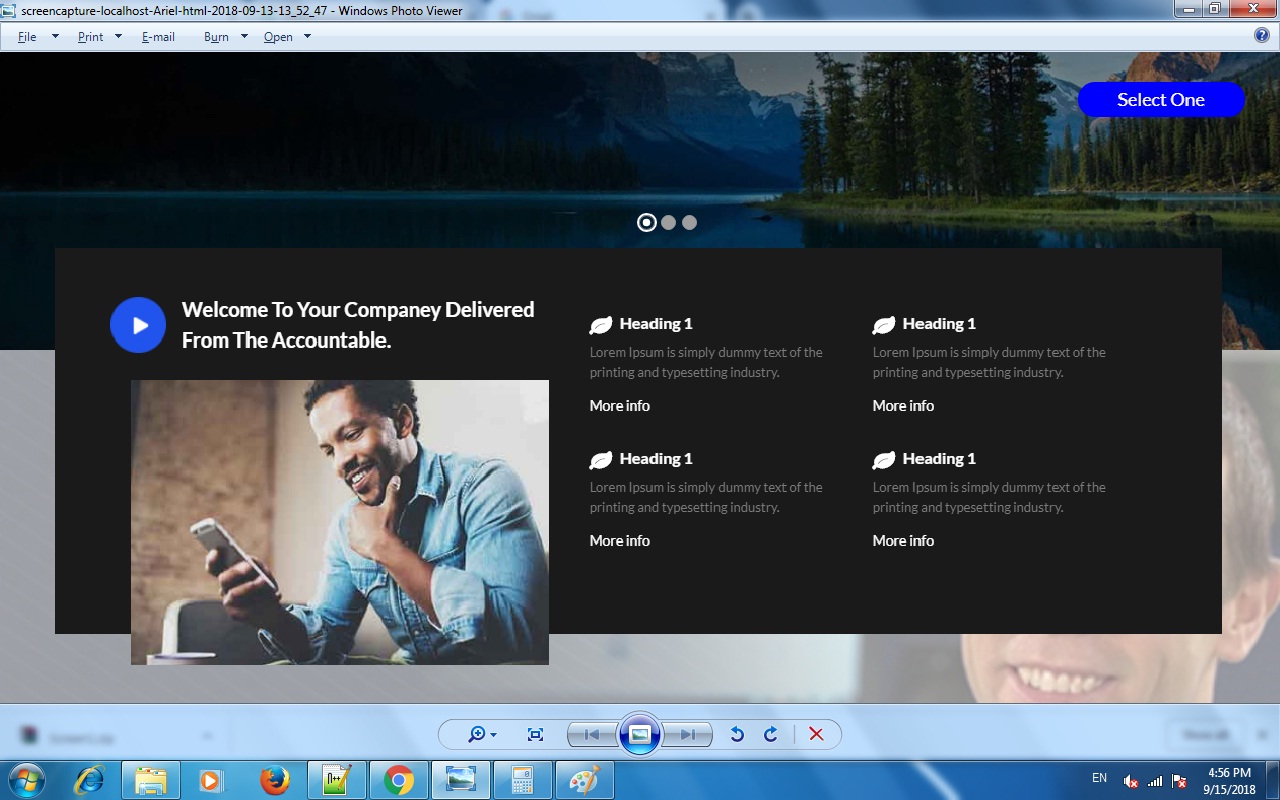 screencapture-localhost-Ariel-html-2018-09-13-13_52_47 - Windows Photo Viewer
File Print E-mail Burn Open
Select One
Welcome To Your Companey Delivered
From The Accountable.
Heading 1
Lorem Ipsum is simply dummy text of the
printing and typesetting industry.
More info
Heading 1
Lorem Ipsum is simply dummy text of the
printing and typesetting industry.
More info
Heading 1
Lorem Ipsum is simply dummy text of the
printing and typesetting industry.
More info
Heading 1
Lorem Ipsum is simply dummy text of the
printing and typesetting industry.
More info
EN
4:56 PM
9/15/2018